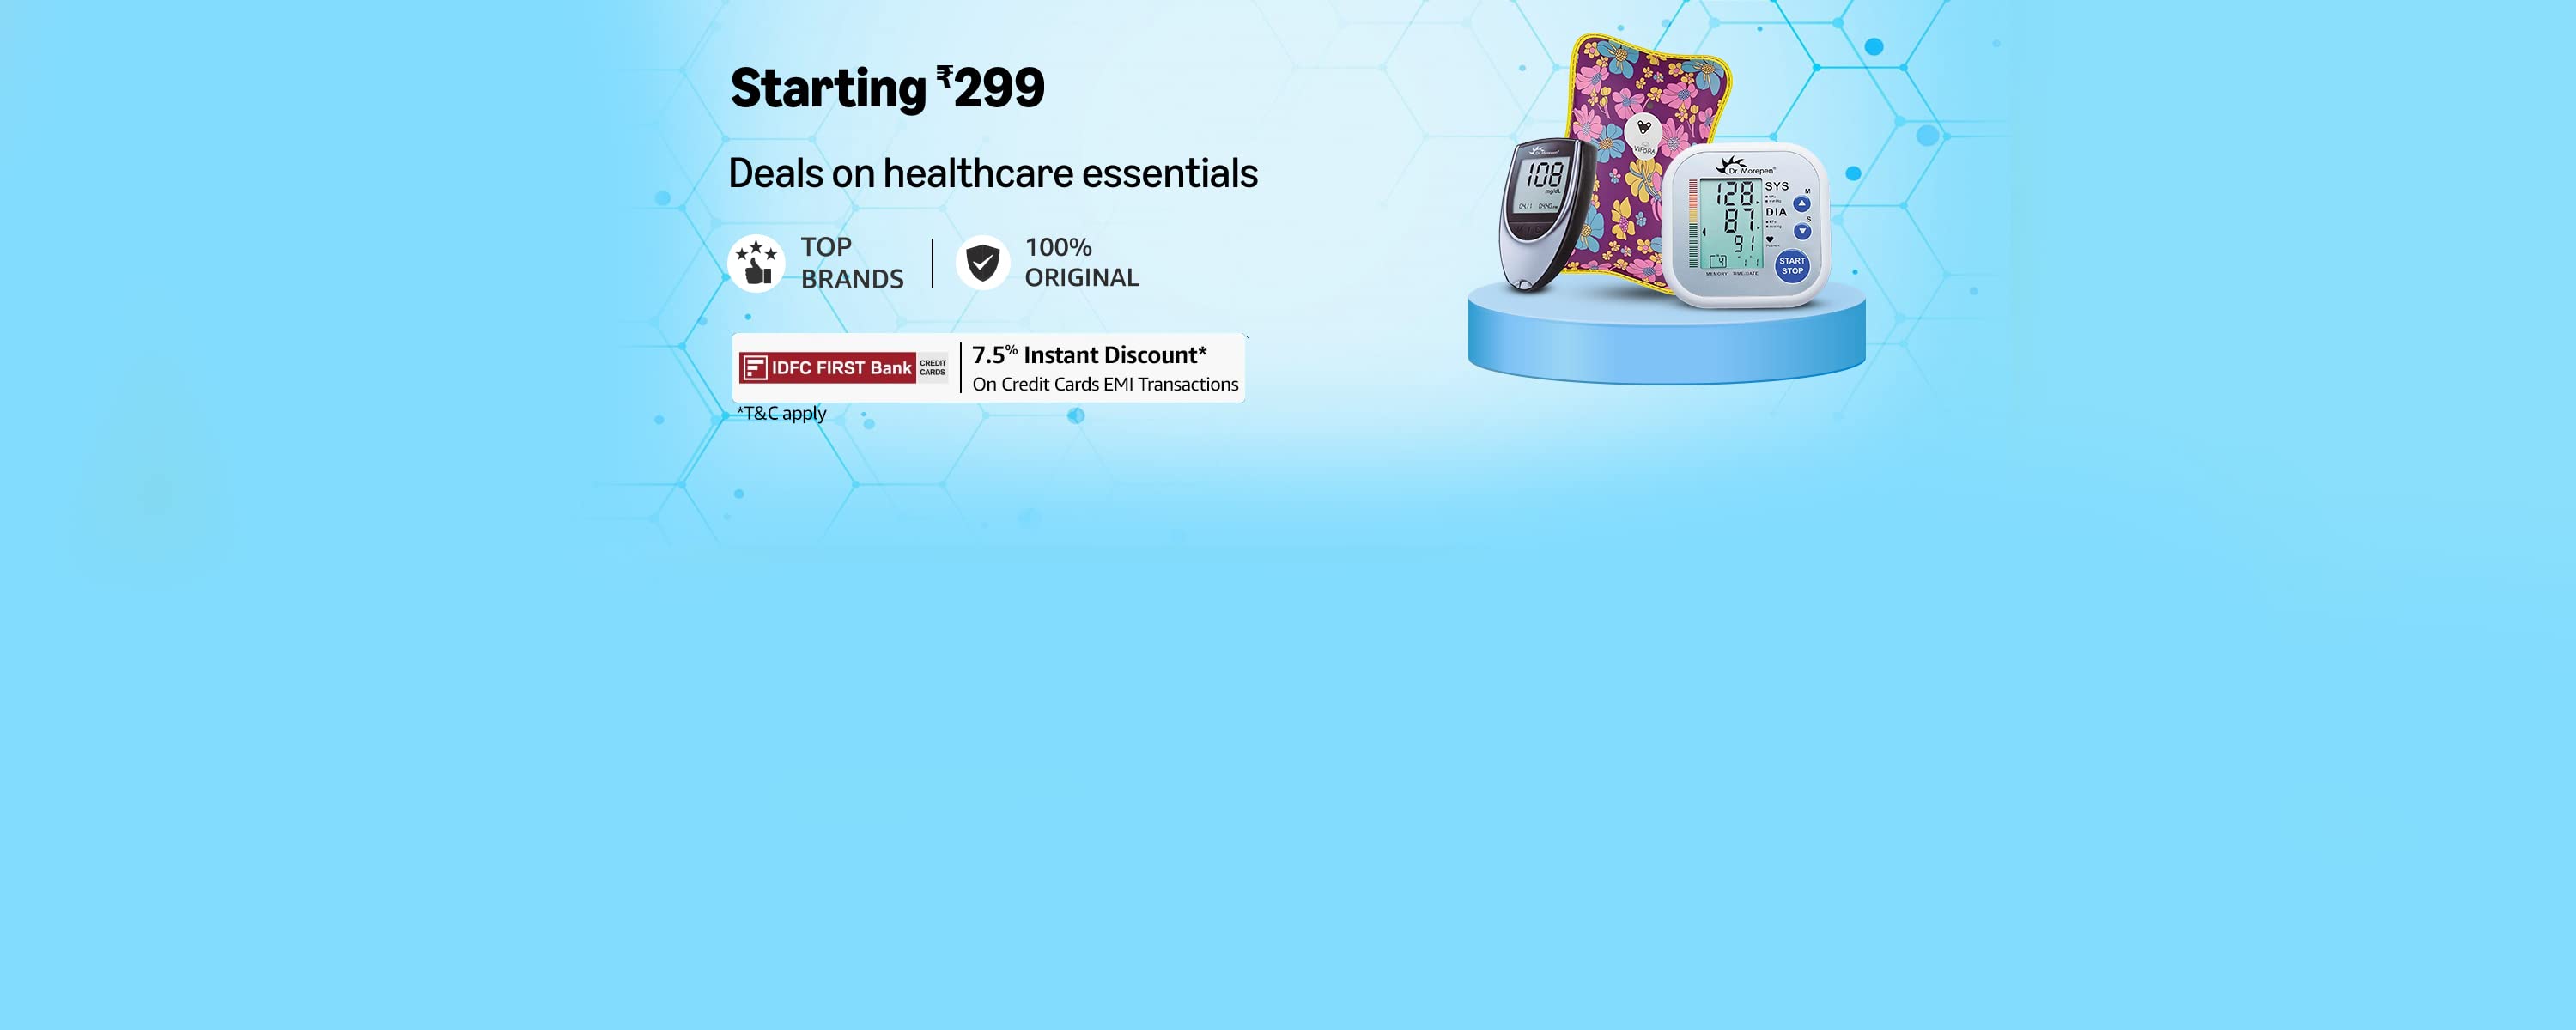 Starting ₹299
Deals on healthcare essentials
TOP
BRANDS
100%
ORIGINAL
IDFC FIRST Bank
CREDIT
CARDS
7.5% Instant Discount*
On Credit Cards EMI Transactions
*T&C apply
Dr. Morepen
108
mg/dL
Dr. Morepen®
128
SYS
M
87
DIA
S
91
START
STOP
MEMORY TIME/DATE